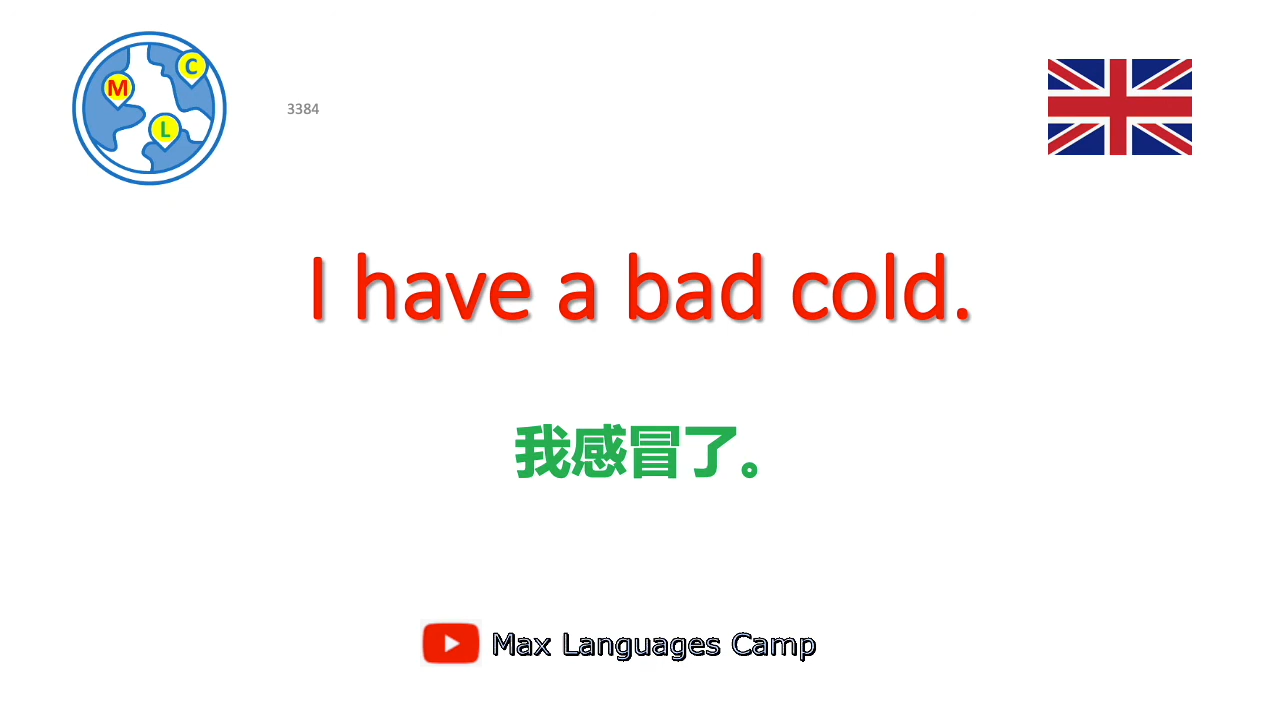 M
C
L
3384
I have a bad cold.
我感冒了。
Max Languages Camp